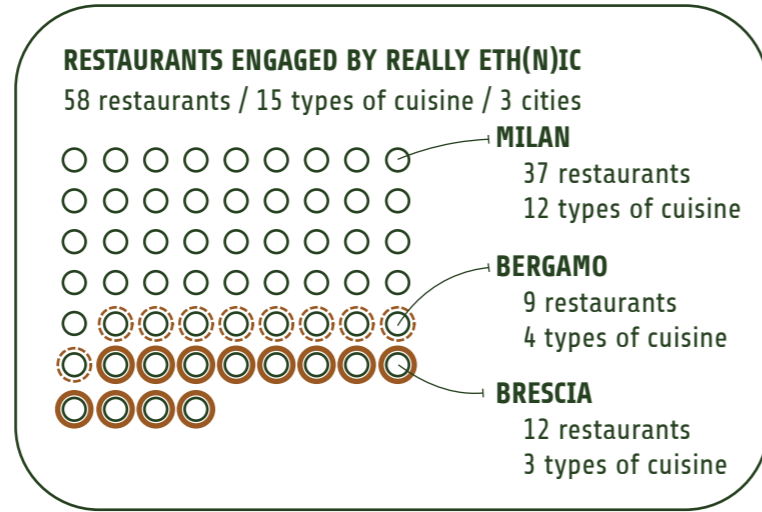 RESTAURANTS ENGAGED BY REALLY ETH(N)IC
58 restaurants / 15 types of cuisine / 3 cities
MILAN
37 restaurants
12 types of cuisine
BERGAMO
9 restaurants
4 types of cuisine
BRESCIA
12 restaurants
3 types of cuisine